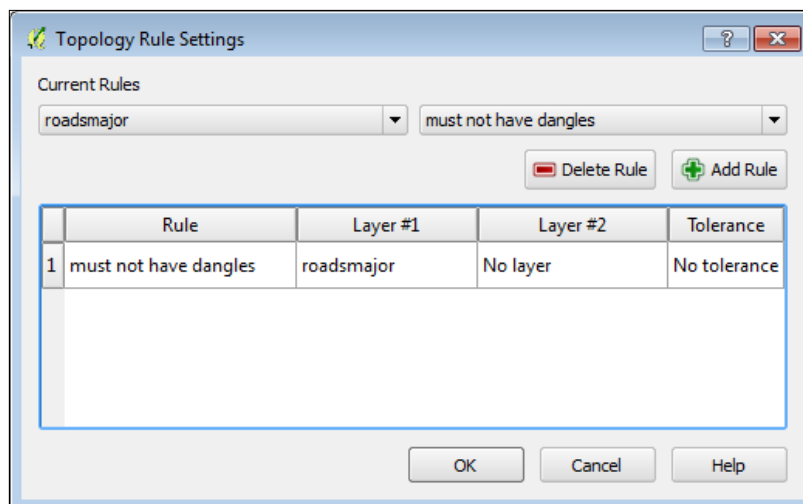 Topology Rule Settings
Current Rules
roadsmajor must not have dangles
Delete Rule Add Rule
Rule Layer #1 Layer #2 Tolerance
1 must not have dangles roadsmajor No layer No tolerance
OK Cancel Help